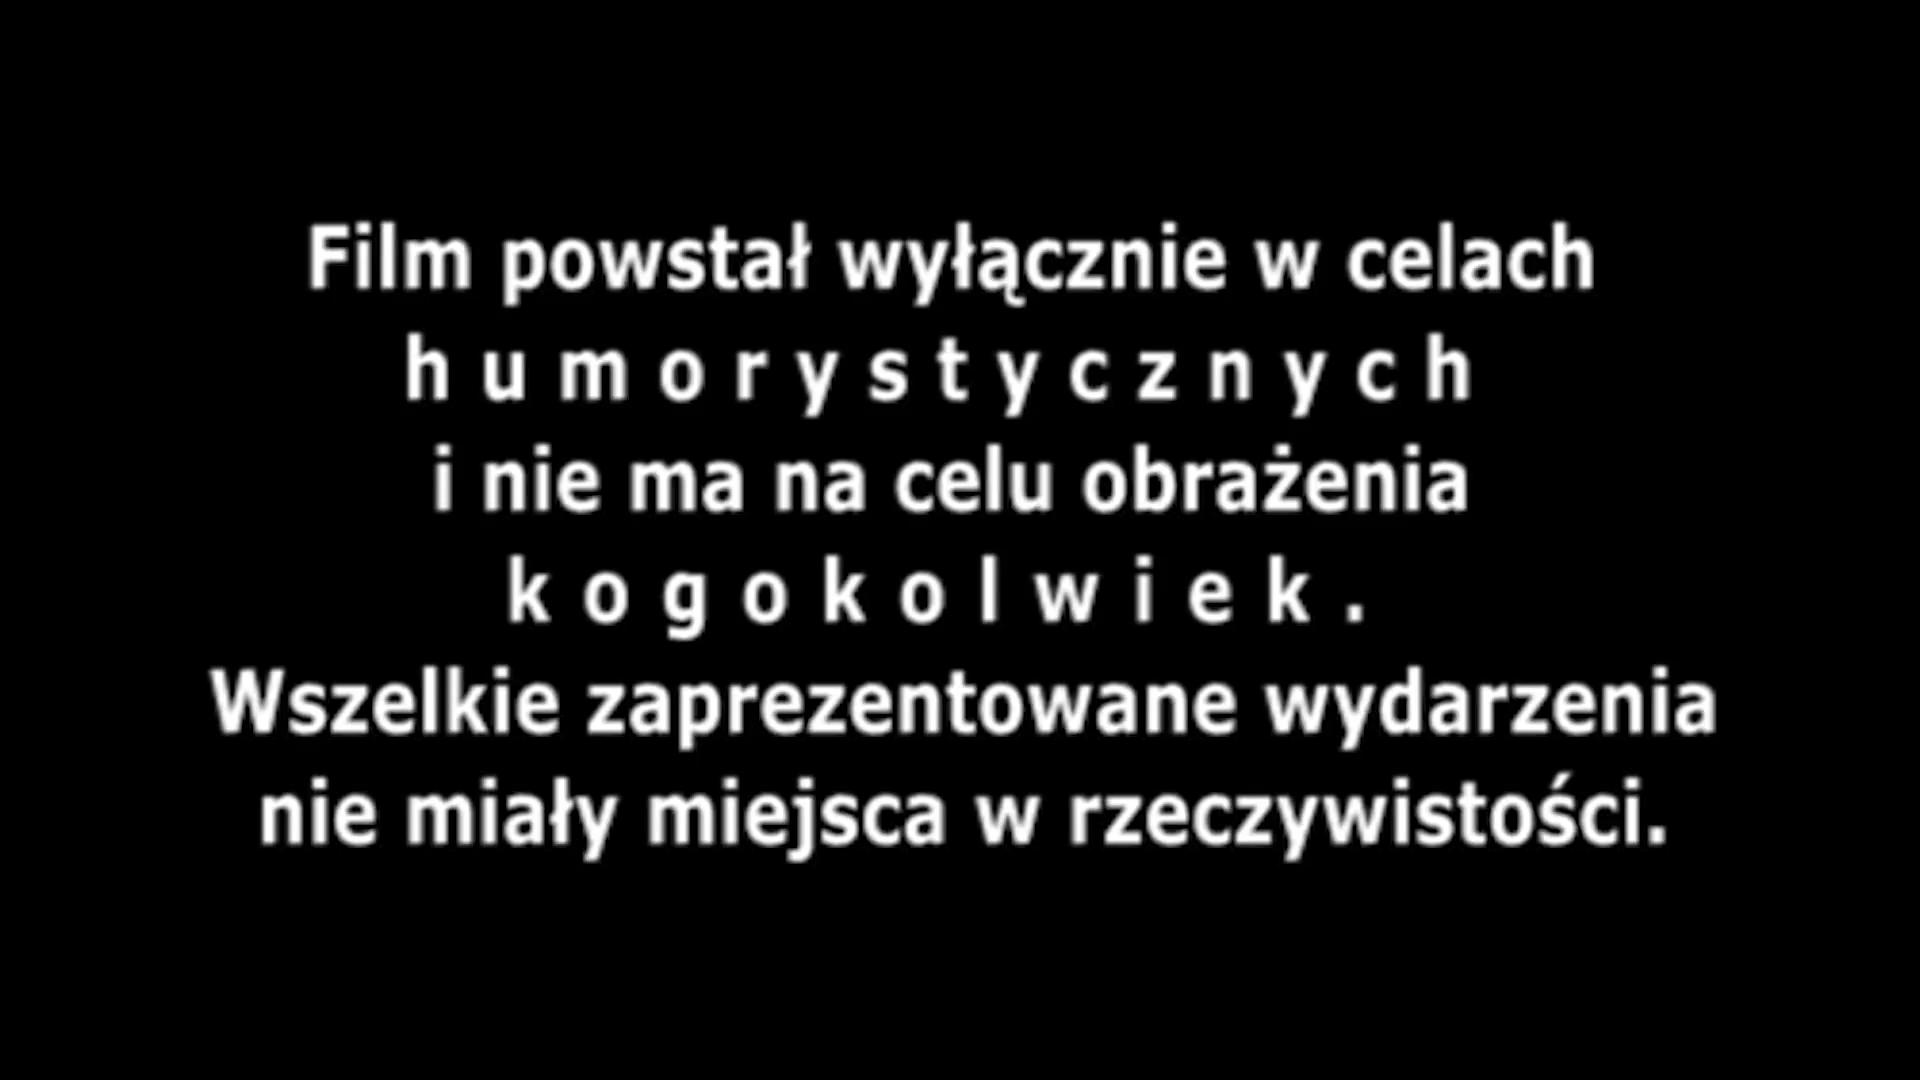 Film powstał wyłącznie w celach
h u m o r y s t y c z n y c h
i nie ma na celu obrażenia
k o g o k o l w i e k .
Wszelkie zaprezentowane wydarzenia
nie miały miejsca w rzeczywistości.